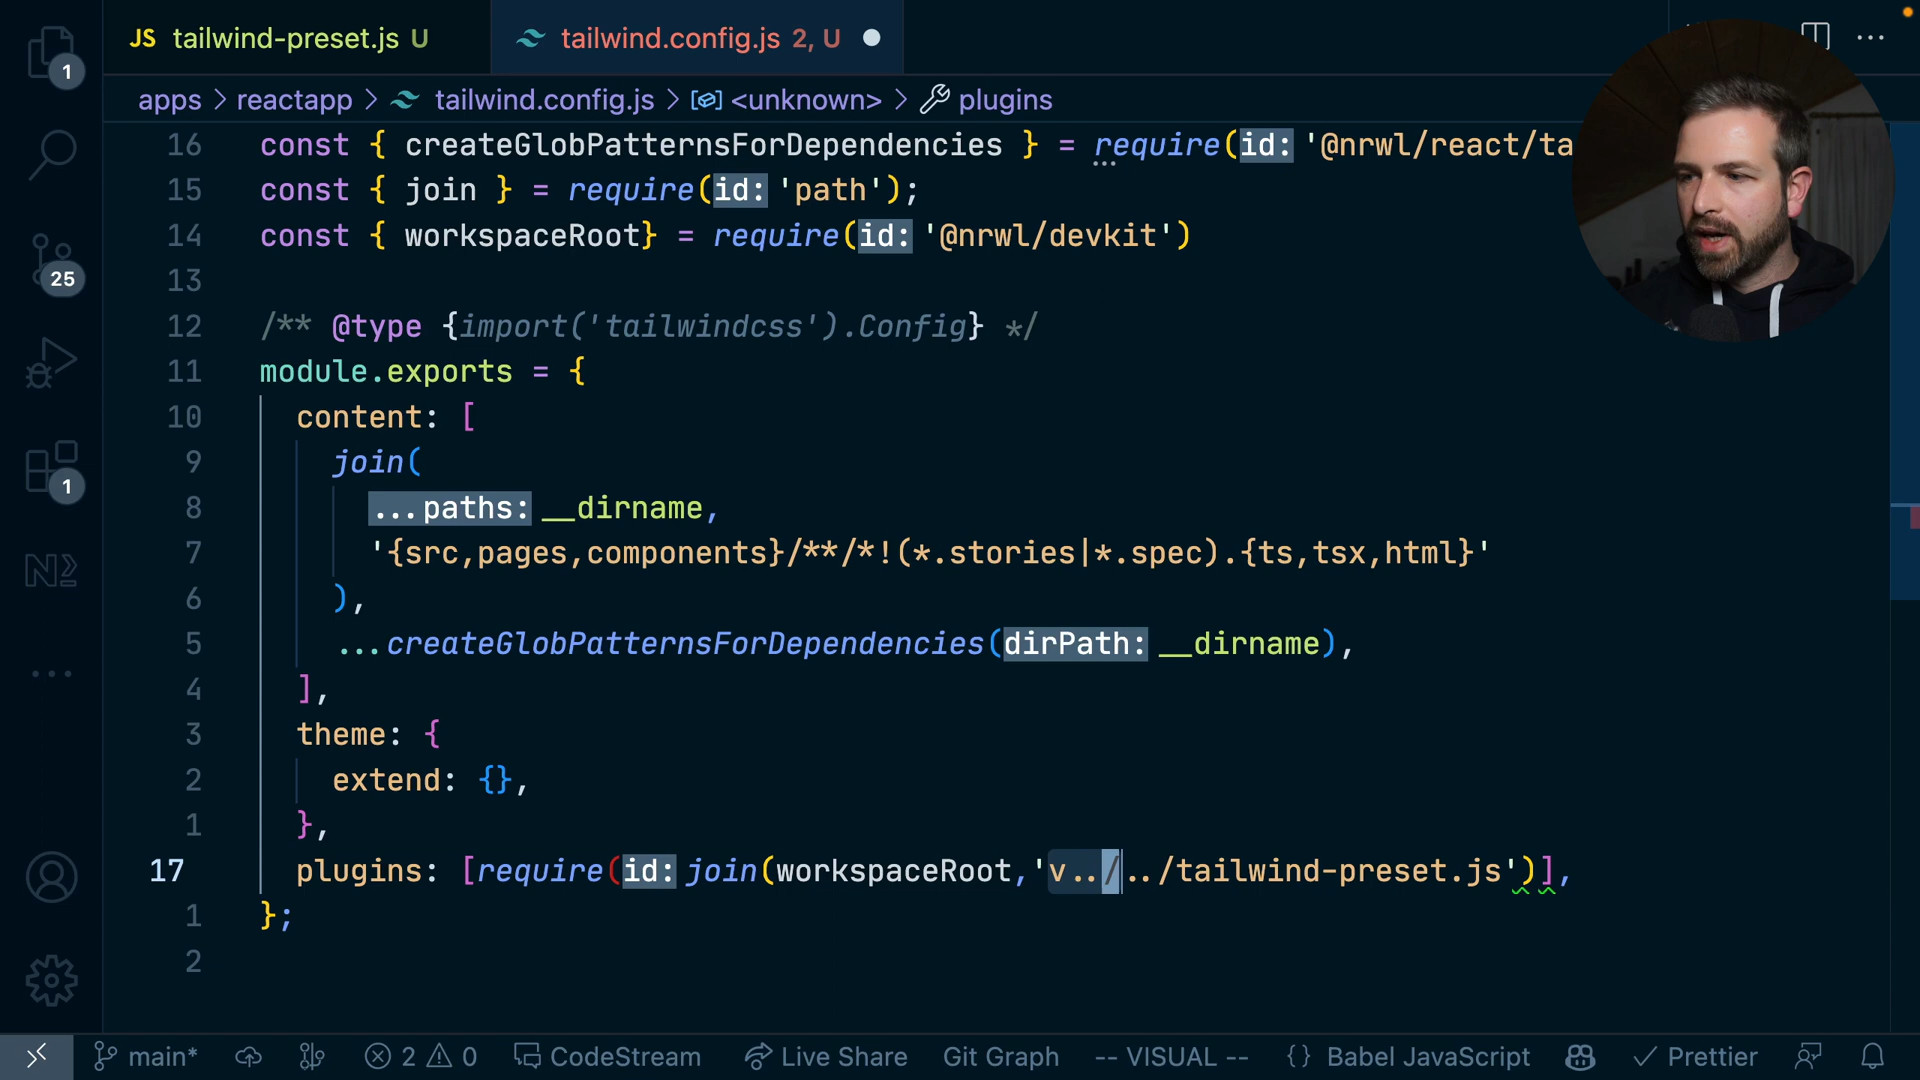 JS tailwind-preset.js U
tailwind.config.js 2, U
apps > reactapp > tailwind.config.js > <unknown> > plugins
16 const { createGlobPatternsForDependencies } = require(id: '@nrwl/react/ta
15 const { join } = require(id: 'path');
14 const { workspaceRoot} = require(id: '@nrwl/devkit')
13
12 /** @type {import('tailwindcss').Config} */
11 module.exports = {
10 content: [
9 join(
8 ...paths: __dirname,
7 '{src,pages,components}/**/*!(*.stories|*.spec).{ts,tsx,html}'
6 ),
5 ...createGlobPatternsForDependencies(dirPath: __dirname),
4 ],
3 theme: {
2 extend: {},
1 },
17 plugins: [require(id: join(workspaceRoot,'v../../tailwind-preset.js')],
1 };
2
1
25
1
main* 2 0 CodeStream Live Share Git Graph -- VISUAL -- {} Babel JavaScript Prettier